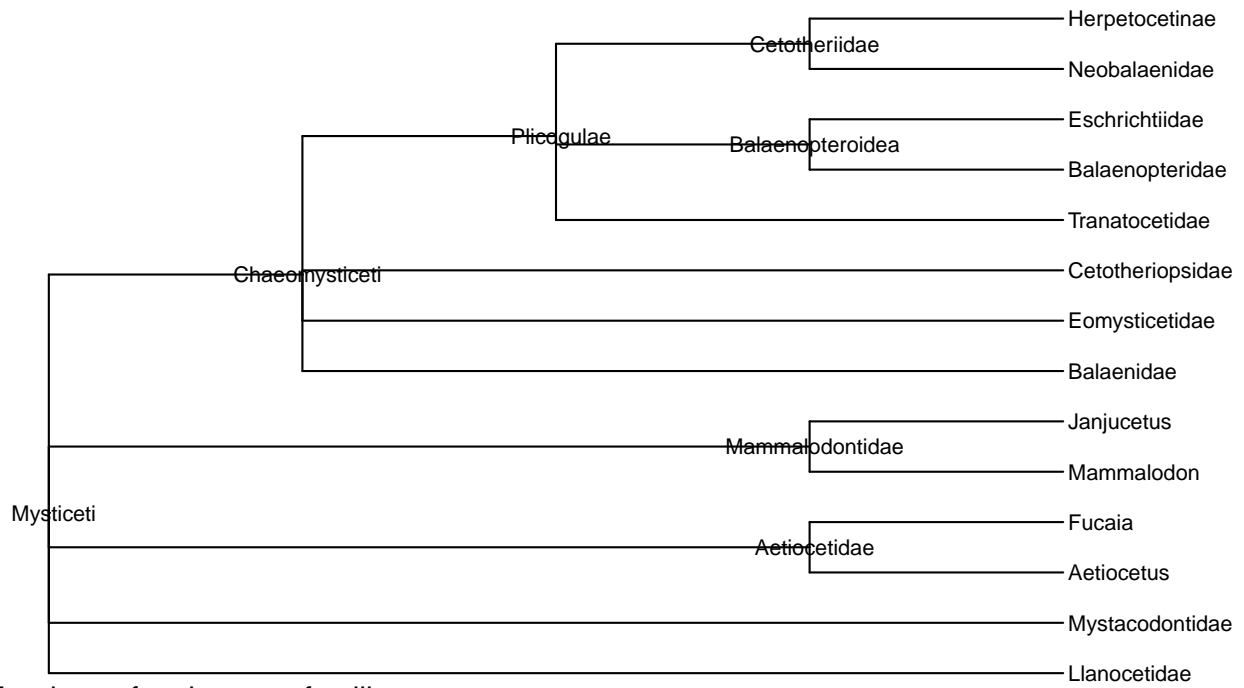 Herpetocetinae
Cetotheriidae
Neobalaenidae
Eschrichtiidae
Plicogulae
Balaenopteroidea
Balaenopteridae
Tranatocetidae
Cetotheriopsidae
Chaeomysticeti
Eomysticetidae
Balaenidae
Janjucetus
Mammalodontidae
Mammalodon
Mysticeti
Fucaia
Aetiocetidae
Aetiocetus
Mystacodontidae
Llanocetidae